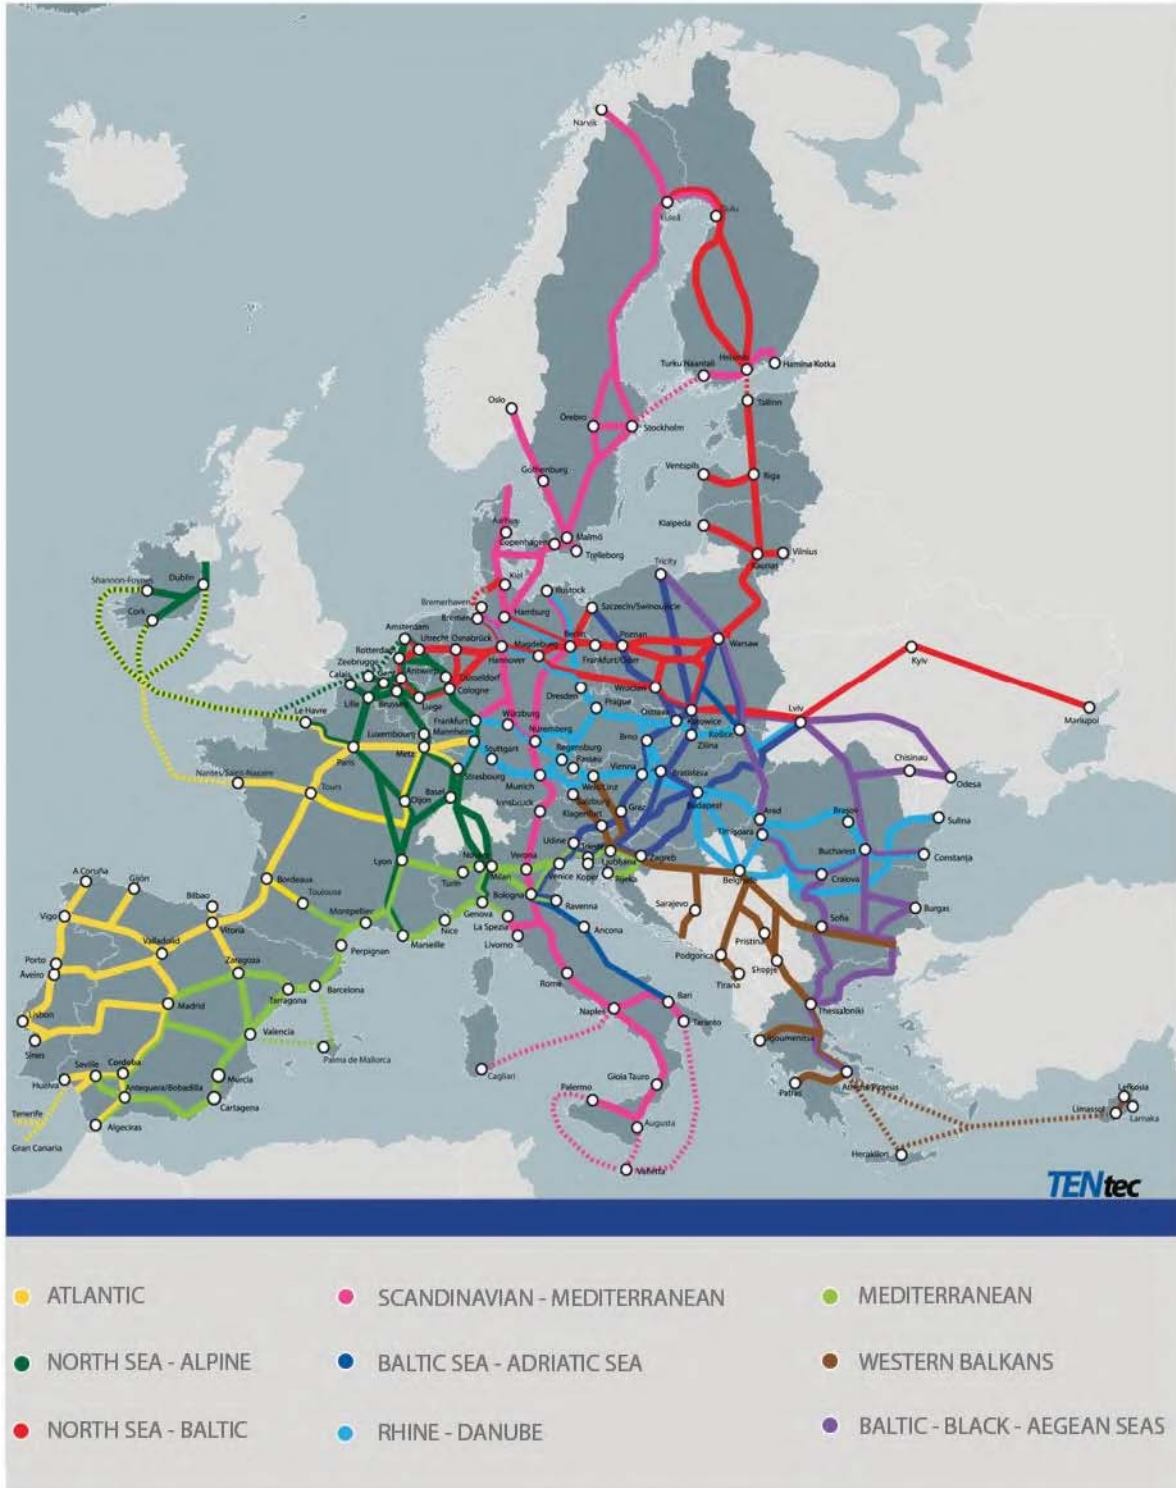 Narvik
Luleå
Oulu
Turku Naantali
Helsinki
Hamina Kotka
Oslo
Örebro
Stockholm
Tallinn
Gothenburg
Ventspils
Riga
Aarhus
Klaipeda
Copenhagen
Malmö
Trelleborg
Vilnius
Kaunas
Tricity
Shannon-Foynes
Dublin
Kiel
Rostock
Cork
Bremerhaven
Bremen
Hamburg
Szczecin/Swinoujscie
Amsterdam
Utrecht
Osnabrück
Magdeburg
Berlin
Poznan
Warsaw
Rotterdam
Zeebrugge
Hannover
Frankfurt/Oder
Kyiv
Calais
Gent
Antwerp
Düsseldorf
Cologne
Wroclaw
Lille
Brussels
Liege
Dresden
Prague
Le Havre
Frankfurt
Würzburg
Ostrava
Katowice
Lviv
Mariupol
Luxembourg
Mannheim
Nuremberg
Brno
Zilina
Košice
Paris
Metz
Stuttgart
Regensburg
Passau
Chisinau
Nantes/Saint-Nazaire
Strasbourg
Vienna
Bratislava
Odesa
Tours
Dijon
Basel
Munich
Wels/Linz
Salzburg
Budapest
Innsbruck
Klagenfurt
Graz
Arad
Brasov
Sulina
Timişoara
Lyon
Novara
Milan
Verona
Udine
Trieste
Ljubljana
Zagreb
Bucharest
Constanţa
Turin
Venice
Koper
Rijeka
Belgrade
Craiova
A Coruña
Gijón
Bordeaux
Toulouse
Bologna
Ravenna
Sarajevo
Burgas
Bilbao
Vigo
Vitoria
Montpellier
Genova
Nice
La Spezia
Ancona
Sofia
Valladolid
Marseille
Livorno
Pristina
Perpignan
Porto
Aveiro
Zaragoza
Podgorica
Skopje
Tirana
Barcelona
Tarragona
Rome
Madrid
Bari
Naples
Lisbon
Taranto
Thessaloniki
Valencia
Igoumenitsa
Sines
Palma de Mallorca
Seville
Cordoba
Cagliari
Gioia Tauro
Huelva
Antequera/Bobadilla
Murcia
Palermo
Patras
Athens/Piraeus
Cartagena
Tenerife
Algeciras
Augusta
Lefkosia
Limassol
Larnaka
Gran Canaria
Valletta
Heraklion
TENtec
ATLANTIC
SCANDINAVIAN - MEDITERRANEAN
MEDITERRANEAN
NORTH SEA - ALPINE
BALTIC SEA - ADRIATIC SEA
WESTERN BALKANS
NORTH SEA - BALTIC
RHINE - DANUBE
BALTIC - BLACK - AEGEAN SEAS